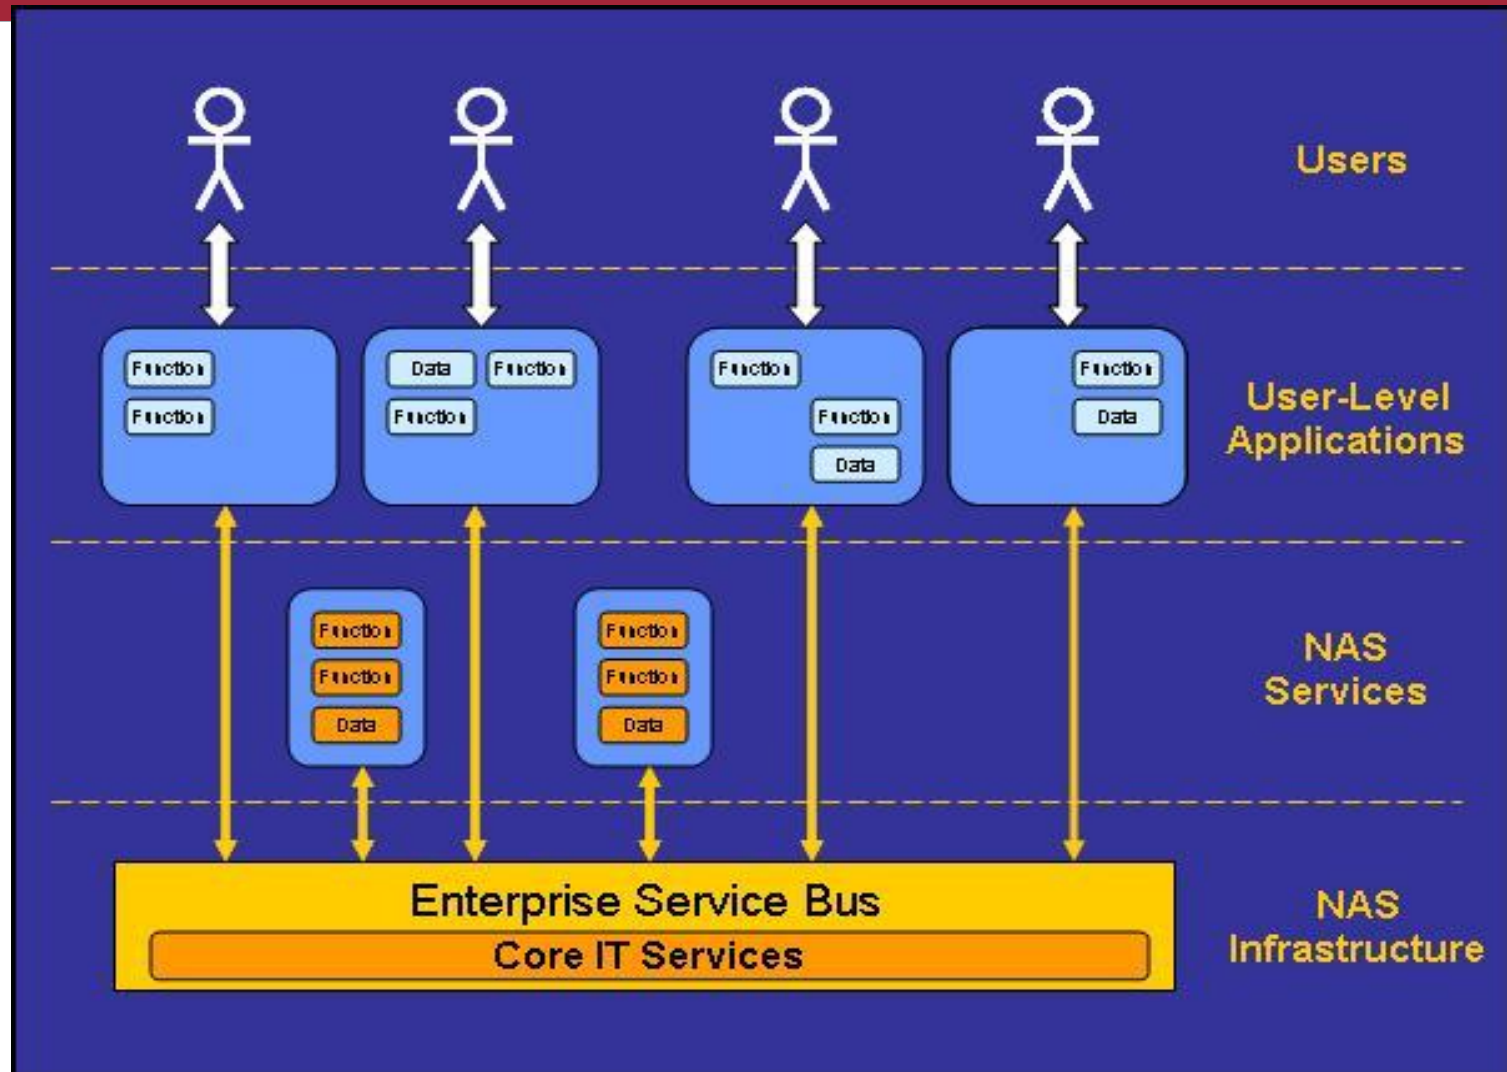 Users
Function
Function
Data
Function
Function
Function
Function
Data
Function
Data
User-Level
Applications
Function
Function
Data
Function
Function
Data
NAS
Services
Enterprise Service Bus
Core IT Services
NAS
Infrastructure